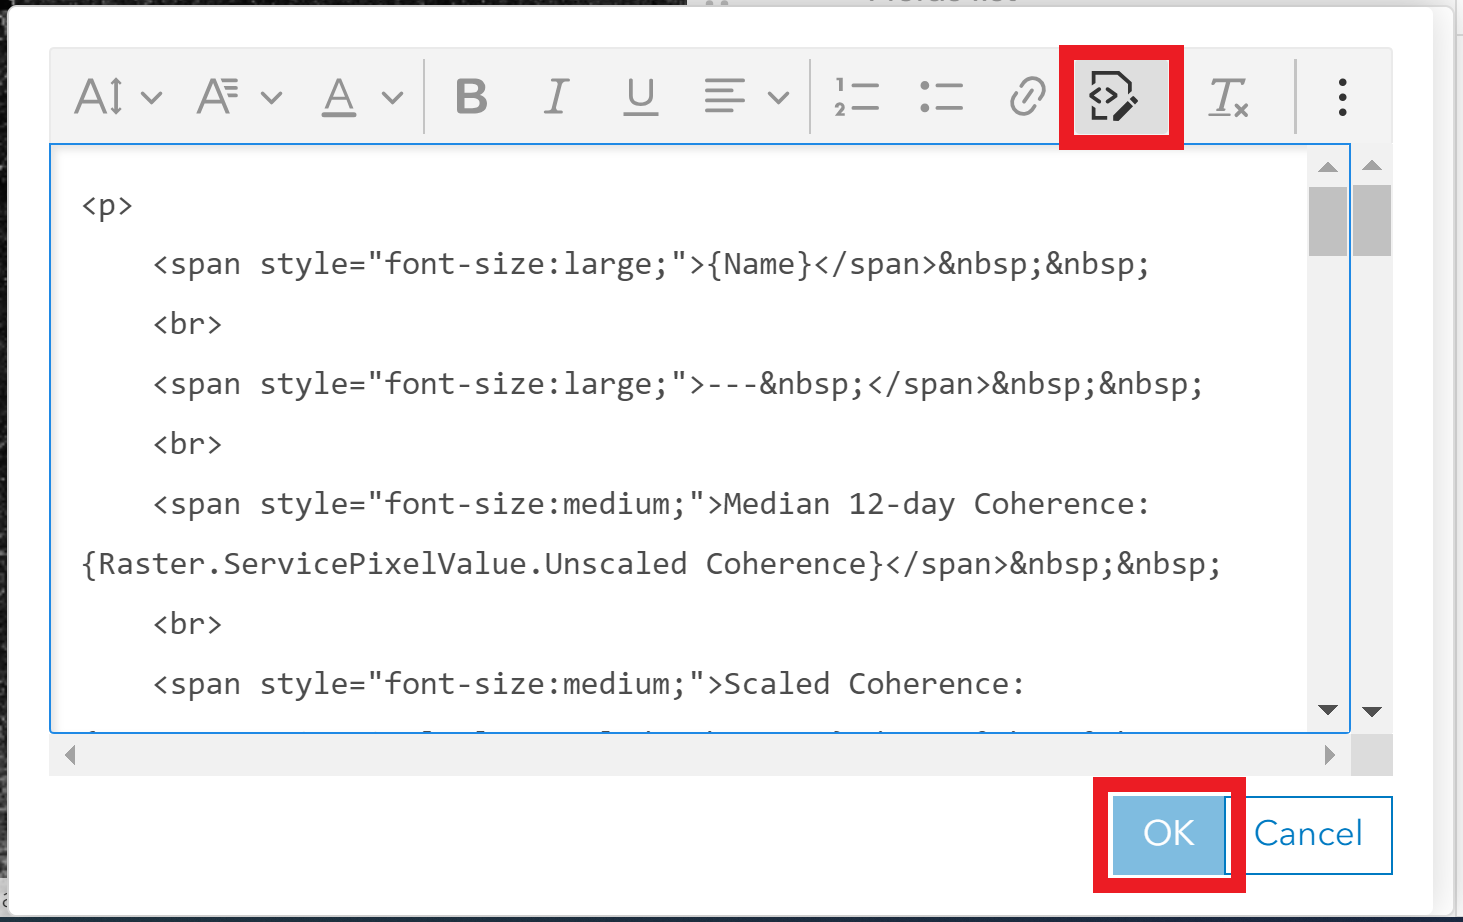 B I U
<p>
<span style="font-size:large;">{Name}</span>&nbsp;&nbsp;
<br>
<span style="font-size:large;">---&nbsp;</span>&nbsp;&nbsp;
<br>
<span style="font-size:medium;">Median 12-day Coherence:
{Raster.ServicePixelValue.Unscaled Coherence}</span>&nbsp;&nbsp;
<br>
<span style="font-size:medium;">Scaled Coherence:
OK Cancel